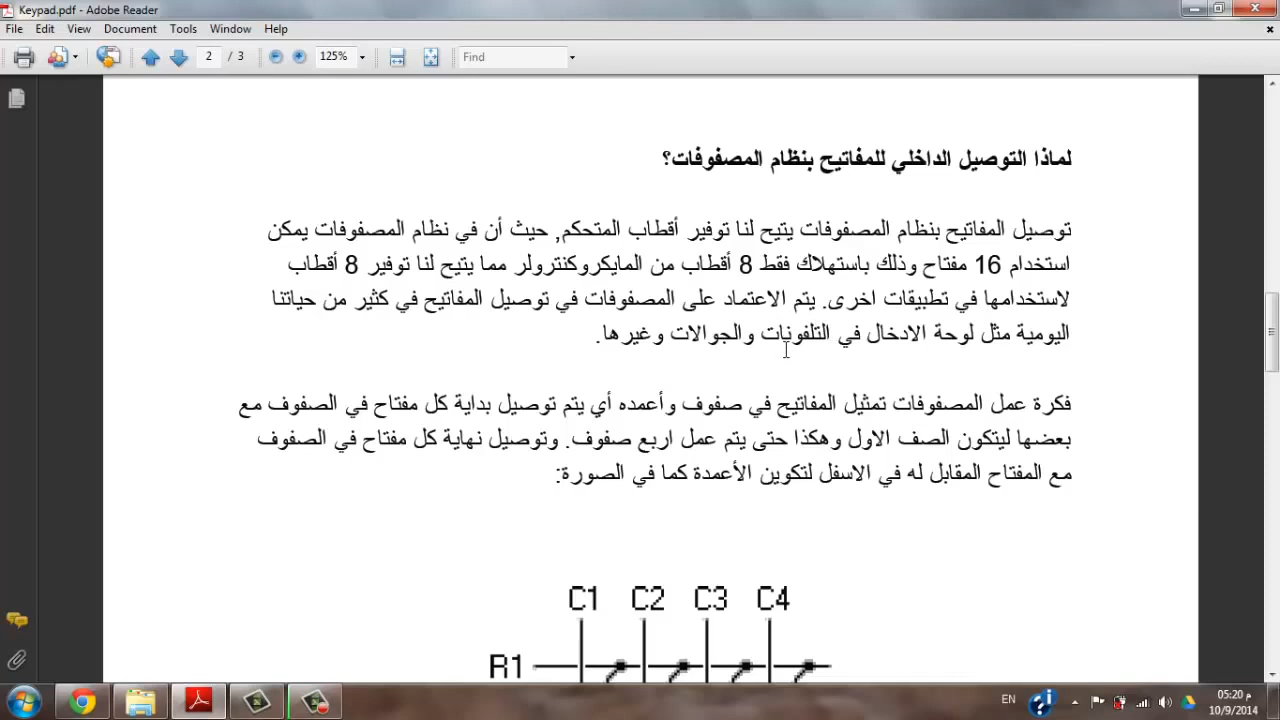 Keypad.pdf - Adobe Reader
File Edit View Document Tools Window Help
2 / 3 125% Find
لماذا التوصيل الداخلي للمفاتيح بنظام المصفوفات؟
توصيل المفاتيح بنظام المصفوفات يتيح لنا توفير أقطاب المتحكم, حيث أن في نظام المصفوفات يمكن
استخدام 16 مفتاح وذلك باستهلاك فقط 8 أقطاب من المايكروكنترولر مما يتيح لنا توفير 8 أقطاب
لاستخدامها في تطبيقات اخرى. يتم الاعتماد على المصفوفات في توصيل المفاتيح في كثير من حياتنا
اليومية مثل لوحة الادخال في التلفونات والجوالات وغيرها.
فكرة عمل المصفوفات تمثيل المفاتيح في صفوف وأعمده أي يتم توصيل بداية كل مفتاح في الصفوف مع
بعضها ليتكون الصف الاول وهكذا حتى يتم عمل اربع صفوف. وتوصيل نهاية كل مفتاح في الصفوف
مع المفتاح المقابل له في الاسفل لتكوين الأعمدة كما في الصورة:
C1 C2 C3 C4
R1
EN 05:20 م
10/9/2014